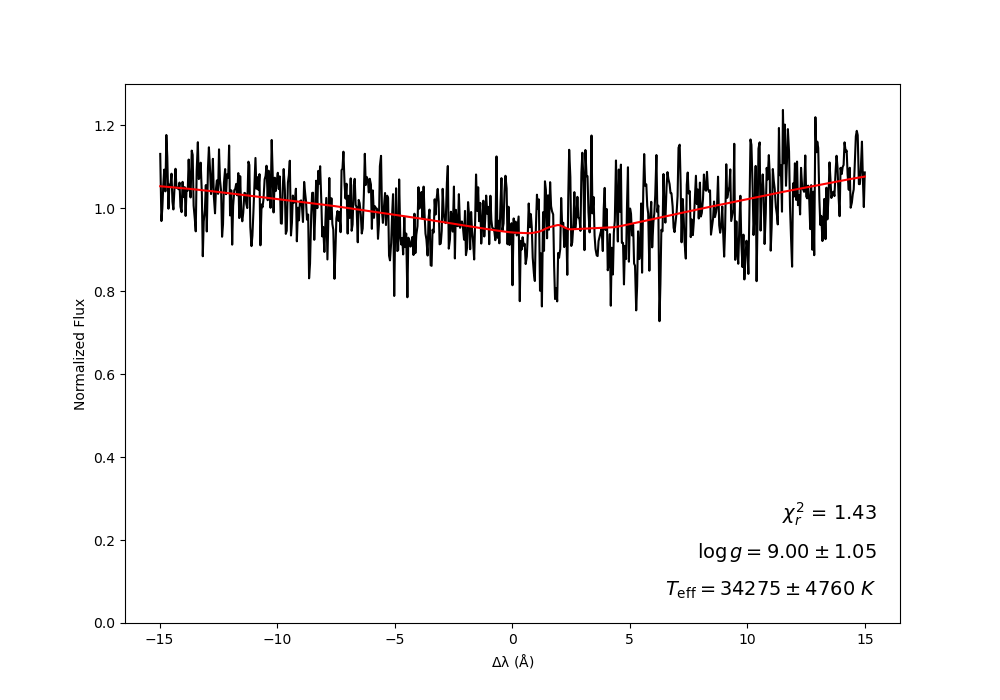 1.2
1.0
0.8
0.6
0.4
0.2
0.0
Normalized Flux
χ²ᵣ = 1.43
log g = 9.00 ± 1.05
T_eff = 34275 ± 4760 K
−15 −10 −5 0 5 10 15
Δλ (Å)